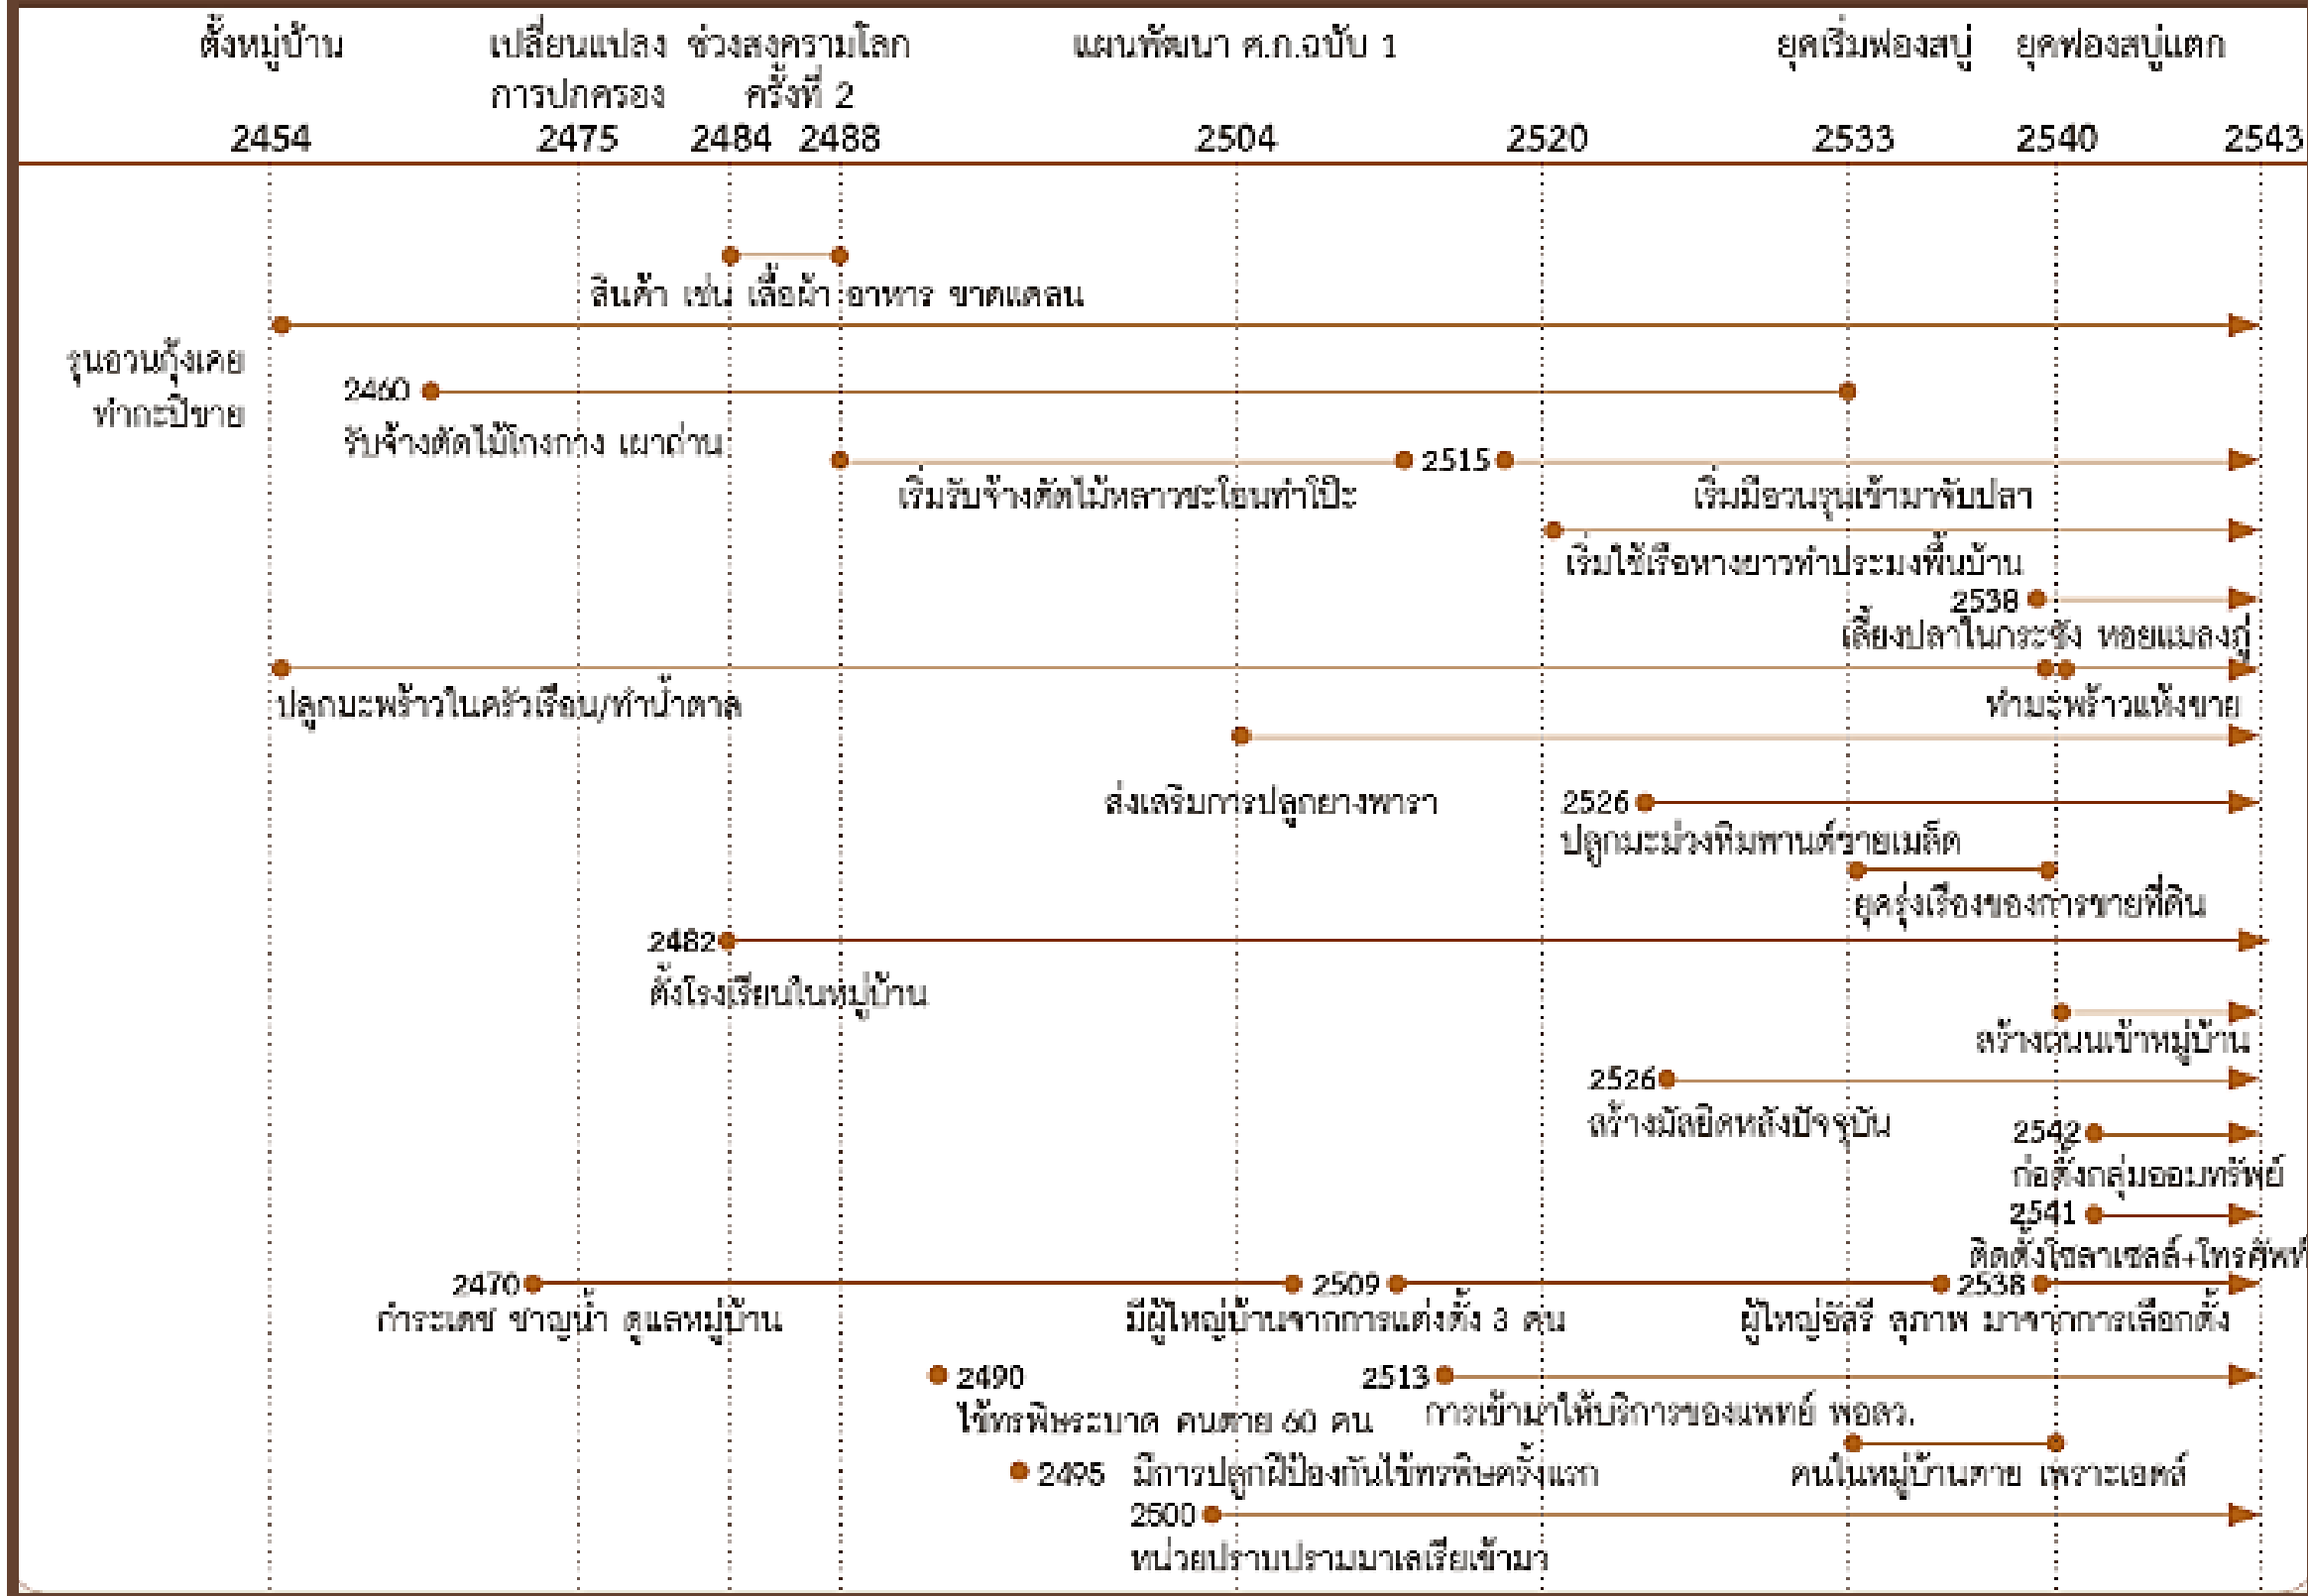 ตั้งหมู่บ้าน เปลี่ยนแปลง ช่วงสงครามโลก แผนพัฒนา ศ.ก.ฉบับ 1 ยุคเริ่มฟองสบู่ ยุคฟองสบู่แตก
การปกครอง ครั้งที่ 2
2454 2475 2484 2488 2504 2520 2533 2540 2543
สินค้า เช่น เสื้อผ้า อาหาร ขาดแคลน
รุนอวนกุ้งเคย
ทำกะปิขาย
2460
รับจ้างตัดไม้โกงกาง เผาถ่าน
2515
เริ่มรับจ้างตัดไม้หลาวชะโอนทำโป๊ะ เริ่มมีอวนรุนเข้ามาจับปลา
เริ่มใช้เรือหางยาวทำประมงพื้นบ้าน
2538
เลี้ยงปลาในกระชัง หอยแมลงภู่
ปลูกมะพร้าวในครัวเรือน/ทำน้ำตาล ทำมะพร้าวแห้งขาย
ส่งเสริมการปลูกยางพารา 2526
ปลูกมะม่วงหิมพานต์ขายเมล็ด
ยุครุ่งเรืองของการขายที่ดิน
2482
ตั้งโรงเรียนในหมู่บ้าน
สร้างถนนเข้าหมู่บ้าน
2526
สร้างมัสยิดหลังปัจจุบัน
2542
ก่อตั้งกลุ่มออมทรัพย์
2541
ติดตั้งโซลาเซลล์+โทรศัพท์
2470 2509 2538
กำระเดช ชาญน้ำ ดูแลหมู่บ้าน มีผู้ใหญ่บ้านจากการแต่งตั้ง 3 คน ผู้ใหญ่อัสรี สุภาพ มาจากการเลือกตั้ง
2490 2513
ไข้ทรพิษระบาด คนตาย 60 คน การเข้ามาให้บริการของแพทย์ พอสว.
2495 มีการปลูกฝีป้องกันไข้ทรพิษครั้งแรก คนในหมู่บ้านตาย เพราะเอดส์
2500
หน่วยปราบปรามมาเลเรียเข้ามา